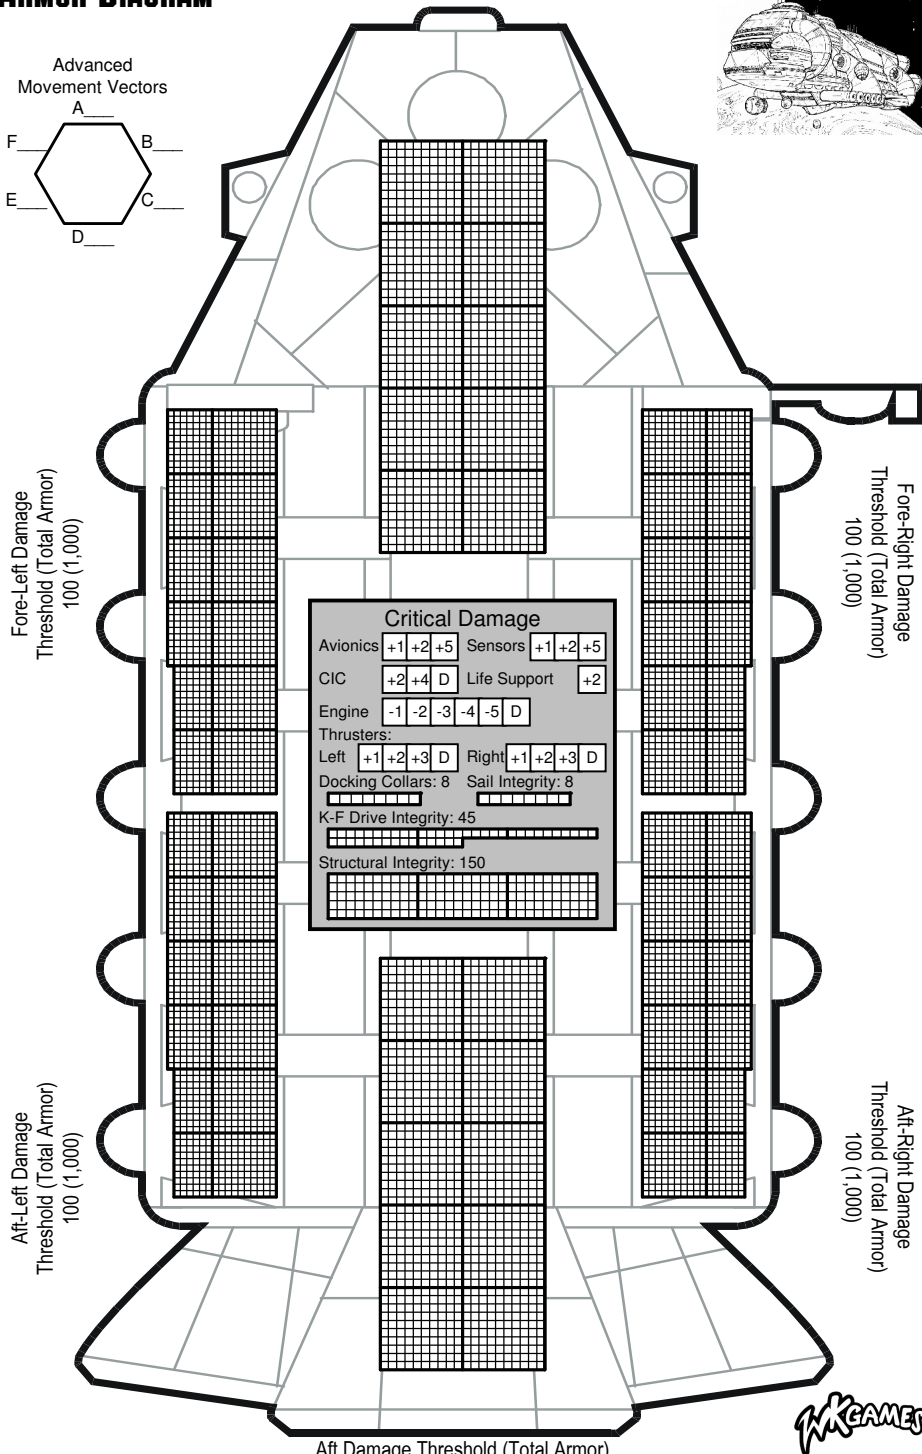 ARMOR DIAGRAM
Advanced
Movement Vectors
A___
F___
B___
E___
C___
D___
Fore-Left Damage
Threshold (Total Armor)
100 (1,000)
Fore-Right Damage
Threshold (Total Armor)
100 (1,000)
Critical Damage
Avionics +1 +2 +5 Sensors +1 +2 +5
CIC +2 +4 D Life Support +2
Engine -1 -2 -3 -4 -5 D
Thrusters:
Left +1 +2 +3 D Right +1 +2 +3 D
Docking Collars: 8 Sail Integrity: 8
K-F Drive Integrity: 45
Structural Integrity: 150
Aft-Left Damage
Threshold (Total Armor)
100 (1,000)
Aft-Right Damage
Threshold (Total Armor)
100 (1,000)
WKGAMES
Aft Damage Threshold (Total Armor)